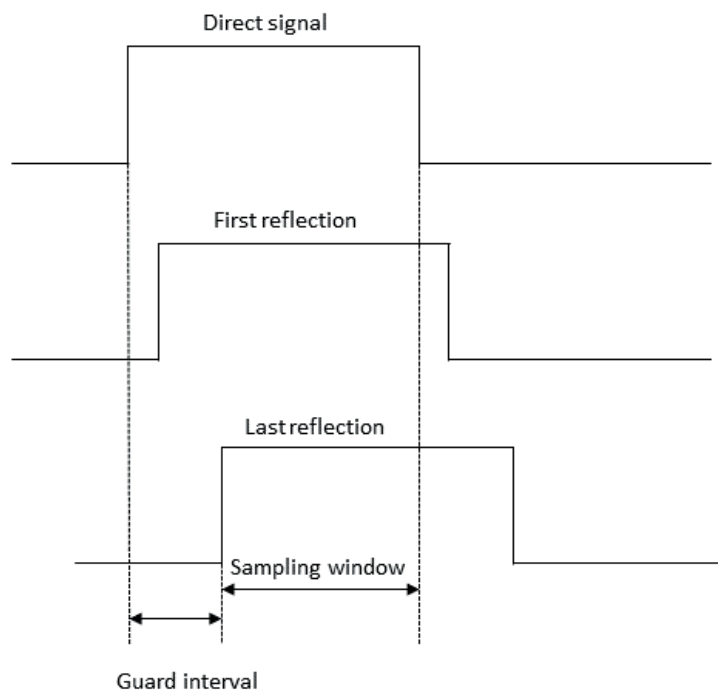 Direct signal
First reflection
Last reflection
Sampling window
Guard interval